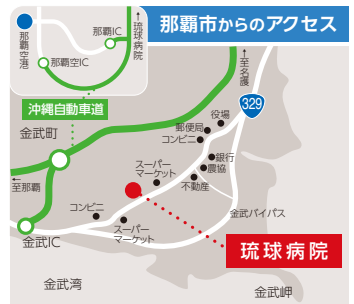 那覇市からのアクセス
↑
琉球病院
那覇IC
那覇空港
那覇空IC
沖縄自動車道
金武町
↑
至名護
329
役場
郵便局
コンビニ
銀行
農協
不動産
スーパー
マーケット
←
至那覇
コンビニ
スーパー
マーケット
金武バイパス
金武IC
琉球病院
金武湾
金武岬